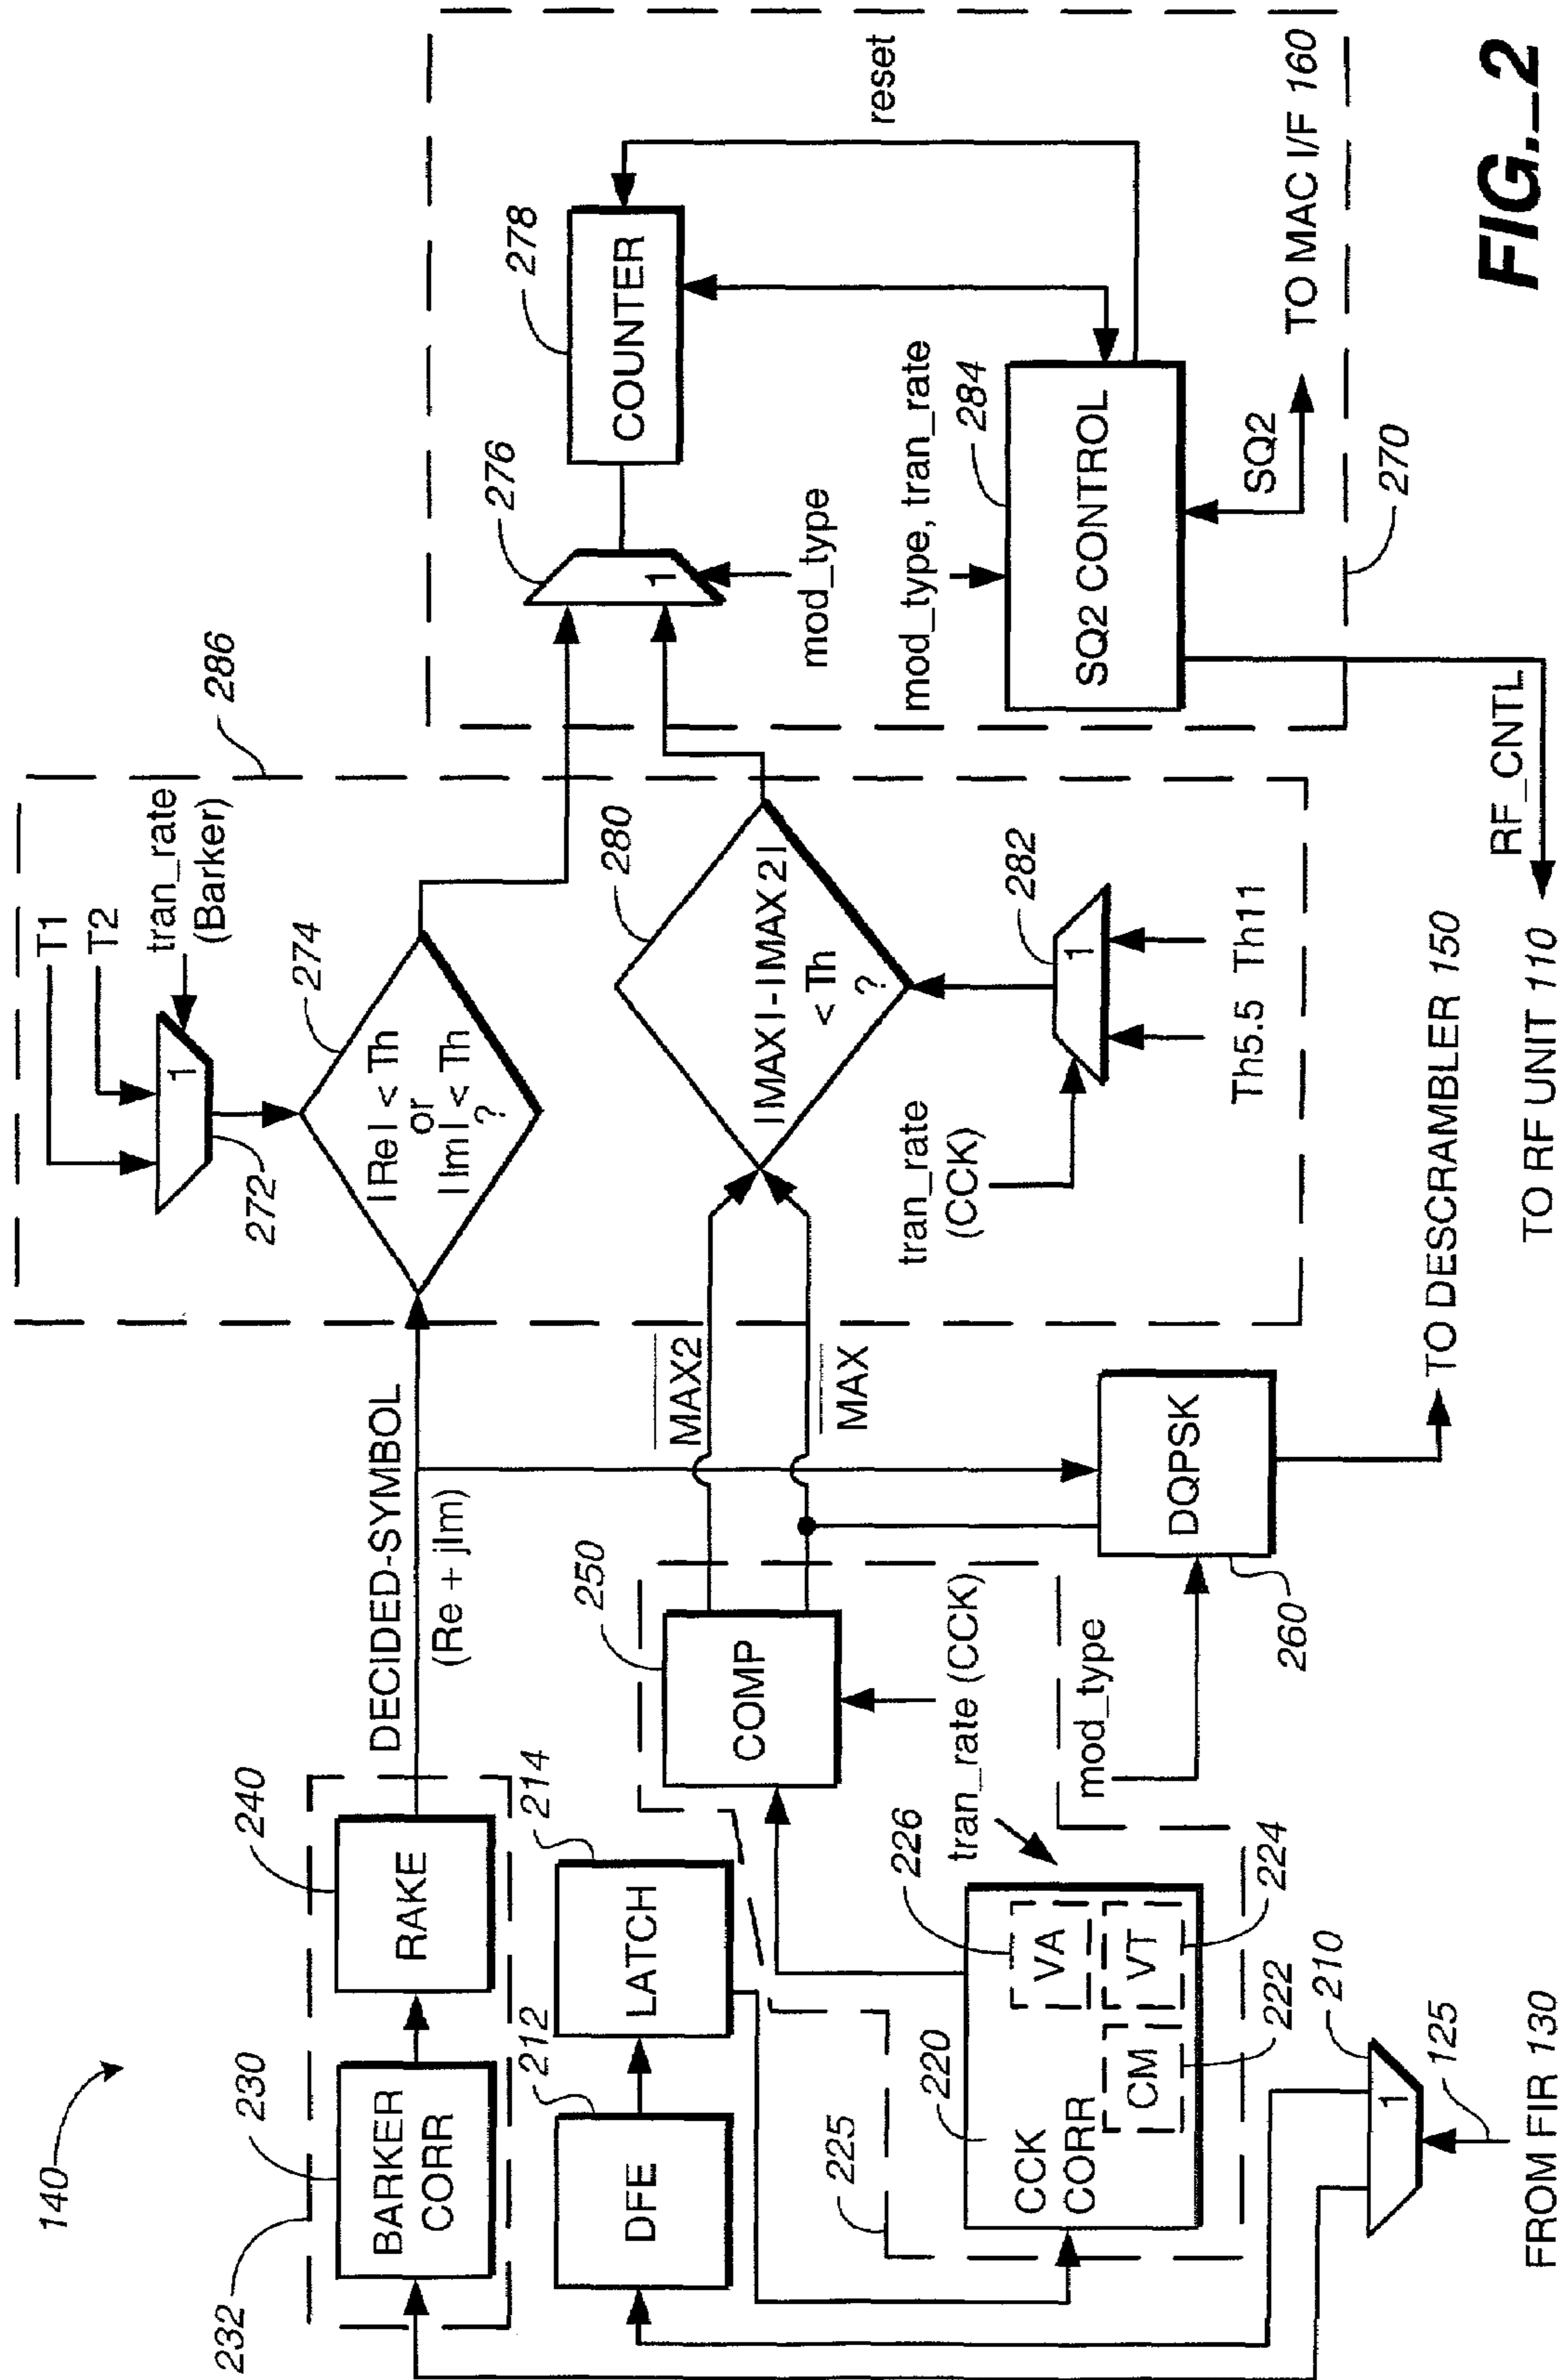 140
232
230
BARKER
CORR
240
RAKE
DECIDED-SYMBOL
(Re + jIm)
212
DFE
214
LATCH
225
220
CCK
CORR
226
VA
VT
224
CM
222
210
1
125
FROM FIR 130
250
COMP
tran_rate (CCK)
MAX2
MAX
mod_type
DQPSK
260
TO DESCRAMBLER 150
286
T1
T2
tran_rate
(Barker)
1
272
274
|Re| < Th
or
|Im| < Th
?
280
|MAX|-|MAX2|
< Th
?
tran_rate
(CCK)
282
1
Th5.5 Th11
276
1
mod_type
278
COUNTER
reset
mod_type, tran_rate
284
SQ2 CONTROL
SQ2
TO MAC I/F 160
270
RF_CNTL
TO RF UNIT 110
FIG._2